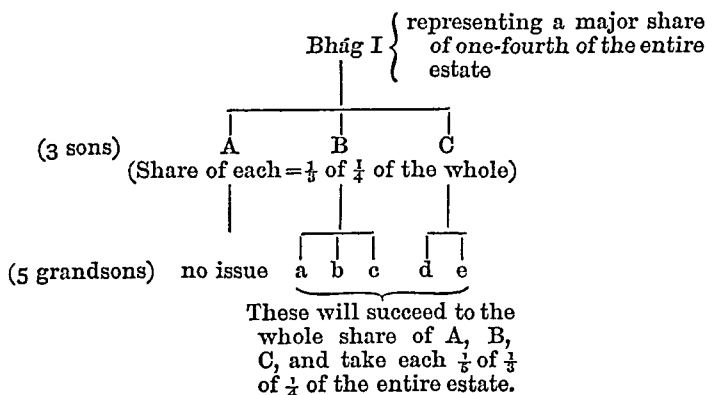 Bhág I { representing a major share
of one-fourth of the entire
estate
(3 sons) A B C
(Share of each = ⅓ of ¼ of the whole)
(5 grandsons) no issue a b c d e
These will succeed to the
whole share of A, B,
C, and take each ⅕ of ⅓
of ¼ of the entire estate.